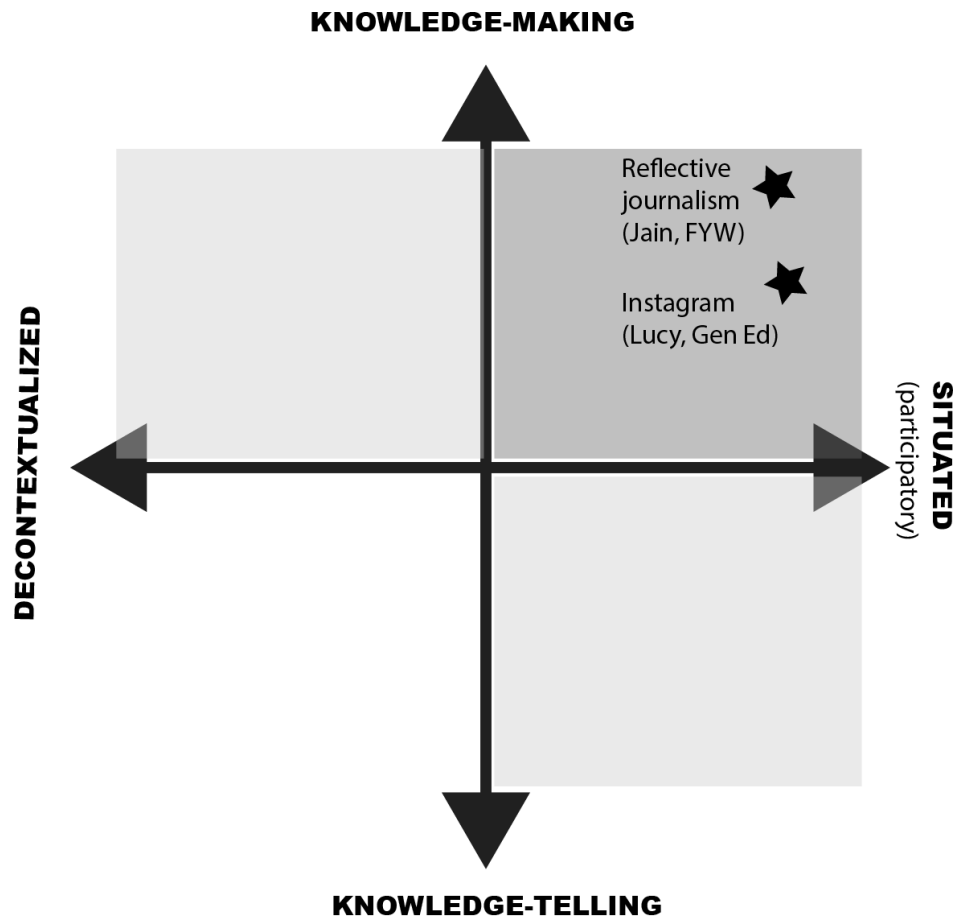 KNOWLEDGE-MAKING
Reflective
journalism
(Jain, FYW)
Instagram
(Lucy, Gen Ed)
DECONTEXTUALIZED
SITUATED
(participatory)
KNOWLEDGE-TELLING